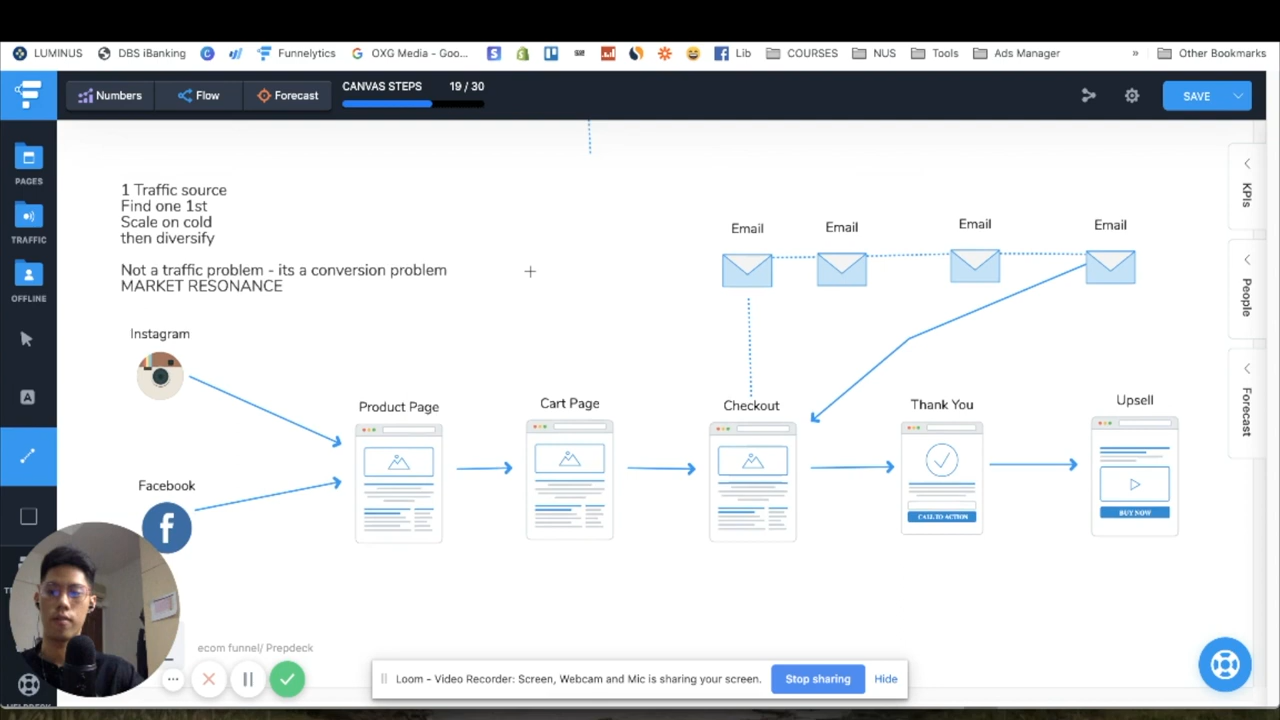 LUMINUS
DBS iBanking
Funnelytics
OXG Media - Goo...
Lib
COURSES
NUS
Tools
Ads Manager
»
Other Bookmarks
Numbers
Flow
Forecast
CANVAS STEPS 19 / 30
SAVE
PAGES
TRAFFIC
OFFLINE
KPIs
People
Forecast
1 Traffic source
Find one 1st
Scale on cold
then diversify
Not a traffic problem - its a conversion problem
MARKET RESONANCE
Email
Email
Email
Email
Instagram
Facebook
Product Page
Cart Page
Checkout
Thank You
Upsell
CALL TO ACTION
BUY NOW
ecom funnel/ Prepdeck
Loom – Video Recorder: Screen, Webcam and Mic is sharing your screen.
Stop sharing
Hide